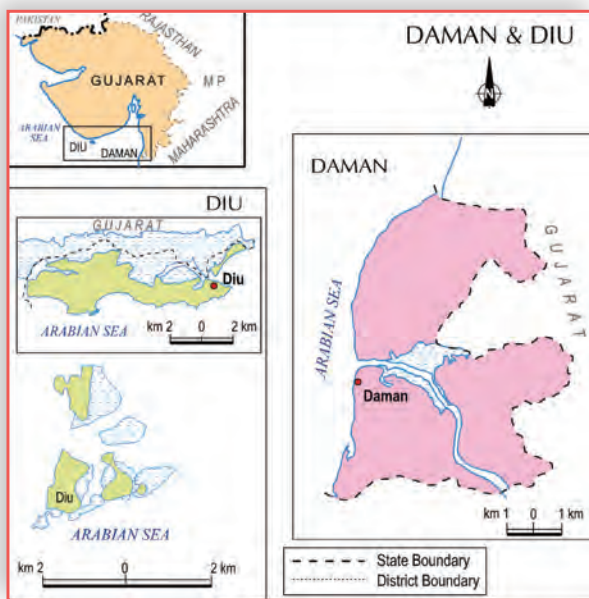 PAKISTAN
RAJASTHAN
GUJARAT
MP
MAHARASHTRA
ARABIAN SEA
DIU
DAMAN
DAMAN & DIU
N
DIU
GUJARAT
Diu
ARABIAN SEA
km 2 0 2 km
Diu
ARABIAN SEA
km 2 0 2 km
DAMAN
GUJARAT
ARABIAN SEA
Daman
km 1 0 1 km
State Boundary
District Boundary